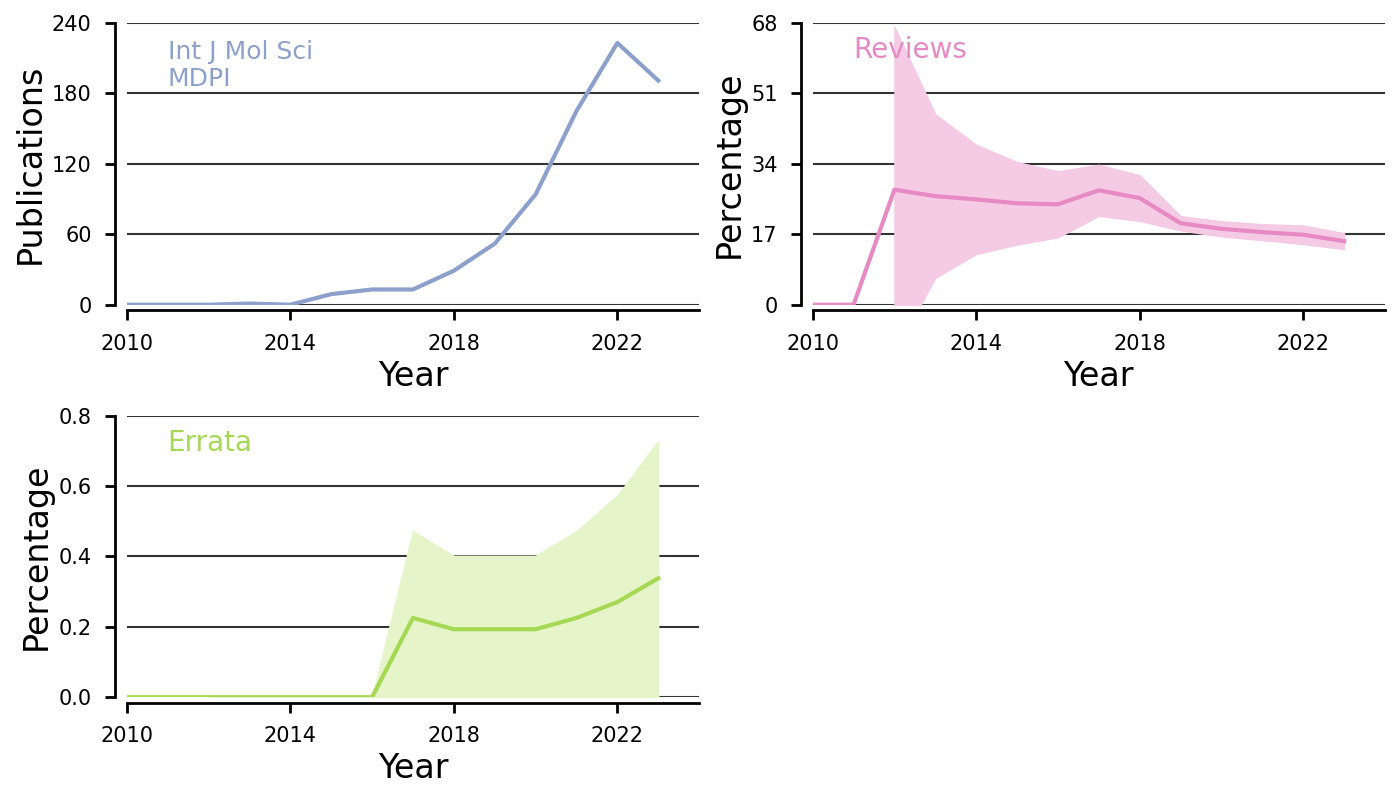 240
180
120
60
0
Publications
Int J Mol Sci
MDPI
2010 2014 2018 2022
Year
68
51
34
17
0
Percentage
Reviews
2010 2014 2018 2022
Year
0.8
0.6
0.4
0.2
0.0
Percentage
Errata
2010 2014 2018 2022
Year